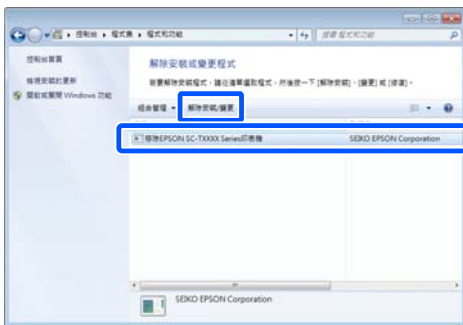 控制台 ▸ 程式集 ▸ 程式和功能
搜尋 程式和功能
控制台首頁
檢視安裝的更新
開啟或關閉 Windows 功能
解除安裝或變更程式
若要解除安裝程式，請從清單選取程式，然後按一下 [解除安裝]、[變更] 或 [修復]。
組合管理 ▾ 解除安裝/變更
移除EPSON SC-TXXXX Series印表機 SEIKO EPSON Corporation
SEIKO EPSON Corporation